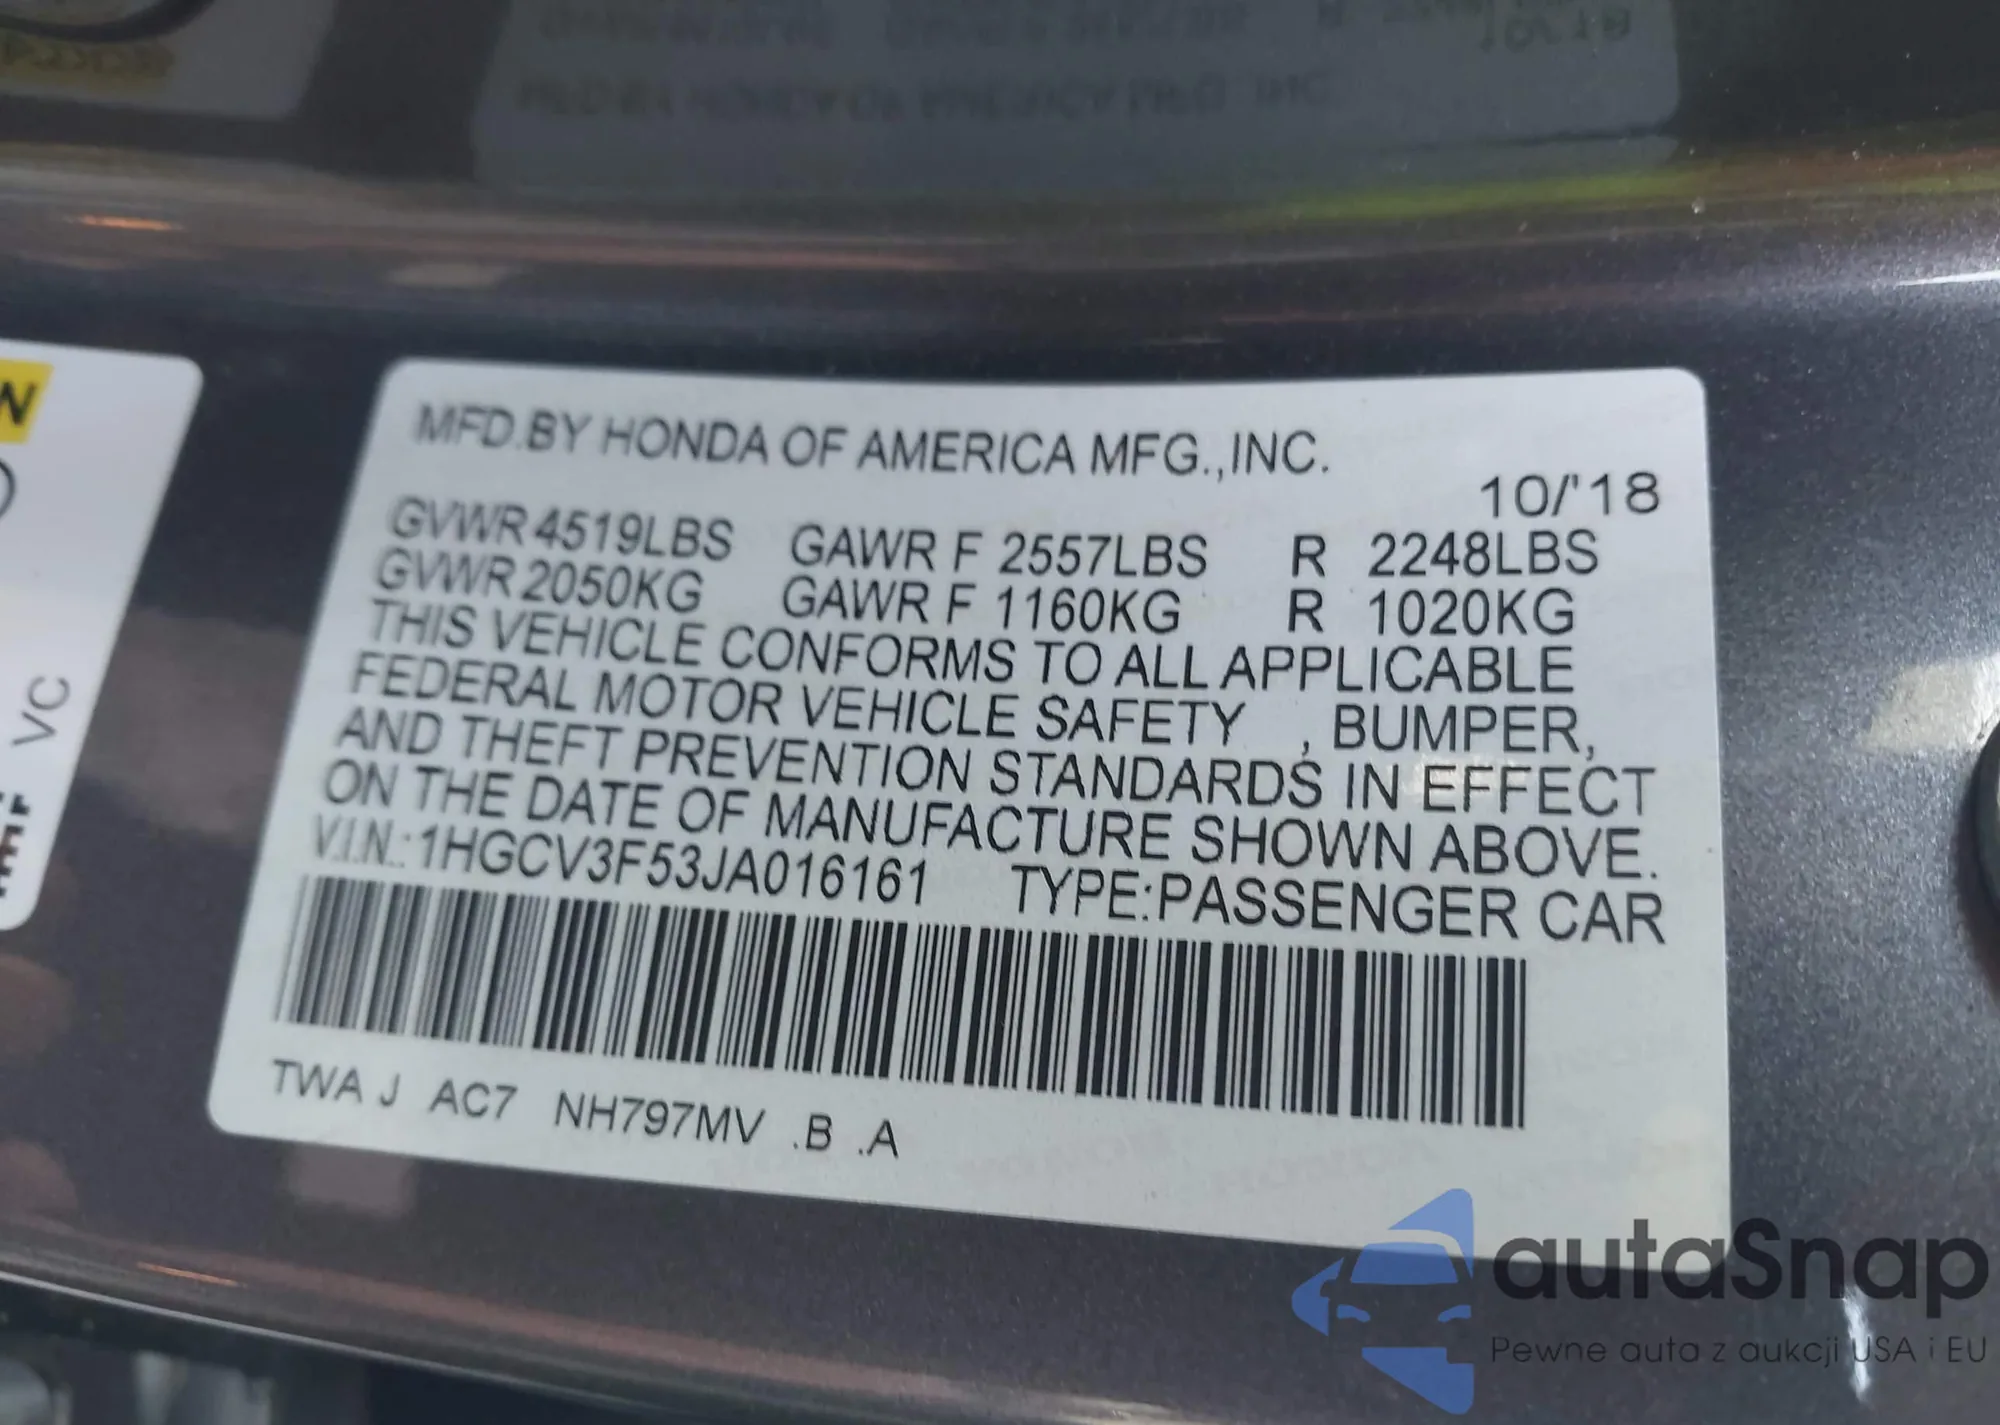 MFD.BY HONDA OF AMERICA MFG.,INC.
10/'18
GVWR 4519LBS GAWR F 2557LBS R 2248LBS
GVWR 2050KG GAWR F 1160KG R 1020KG
THIS VEHICLE CONFORMS TO ALL APPLICABLE
FEDERAL MOTOR VEHICLE SAFETY , BUMPER,
AND THEFT PREVENTION STANDARDS IN EFFECT
ON THE DATE OF MANUFACTURE SHOWN ABOVE.
V.I.N.:1HGCV3F53JA016161 TYPE:PASSENGER CAR
TWA J AC7 NH797MV .B .A
VC
autaSnap
Pewne auta z aukcji USA i EU